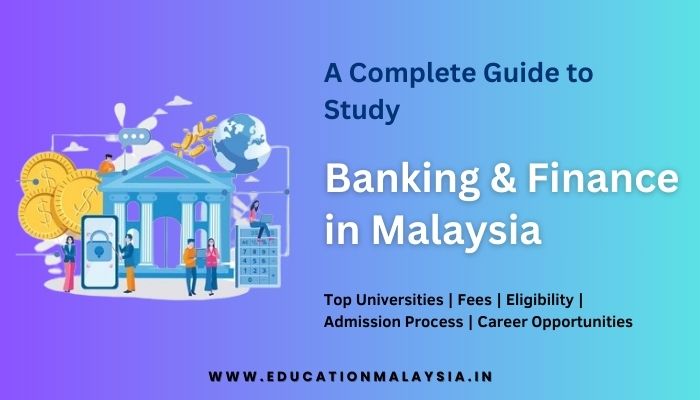 A Complete Guide to
Study
Banking & Finance
in Malaysia
Top Universities | Fees | Eligibility |
Admission Process | Career Opportunities
WWW.EDUCATIONMALAYSIA.IN